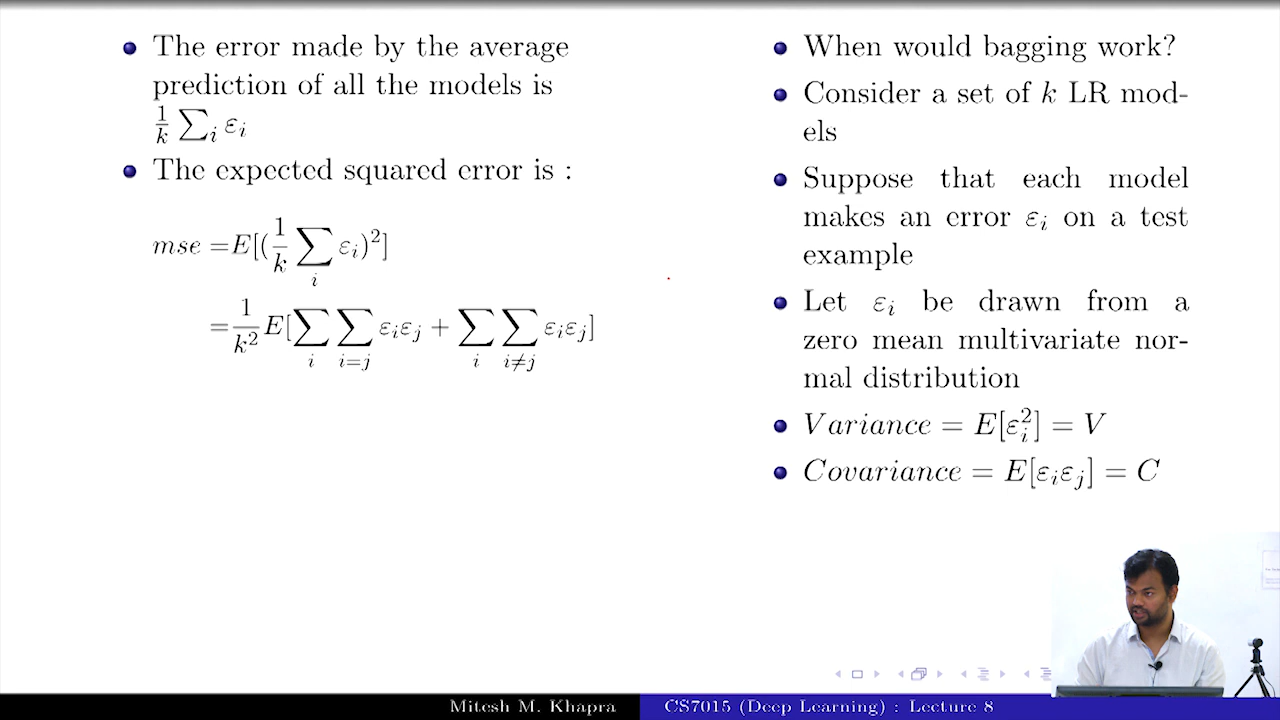 The error made by the average
prediction of all the models is
1/k ∑_i ε_i
The expected squared error is :
mse = E[(1/k ∑_i ε_i)^2]
= 1/k^2 E[∑_i ∑_{i=j} ε_i ε_j + ∑_i ∑_{i≠j} ε_i ε_j]
When would bagging work?
Consider a set of k LR mod-
els
Suppose that each model
makes an error ε_i on a test
example
Let ε_i be drawn from a
zero mean multivariate nor-
mal distribution
Variance = E[ε_i^2] = V
Covariance = E[ε_i ε_j] = C
Mitesh M. Khapra
CS7015 (Deep Learning) : Lecture 8